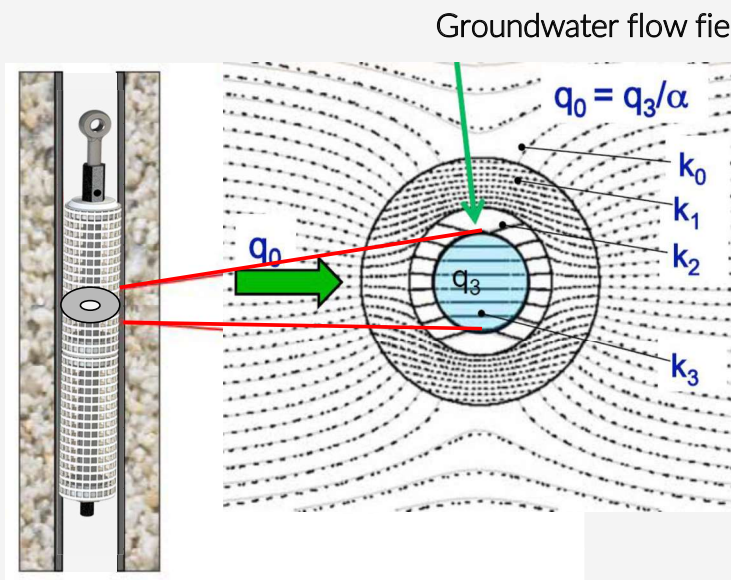 Groundwater flow fie
q₀ = q₃/α
k₀
k₁
q₀
k₂
q₃
k₃